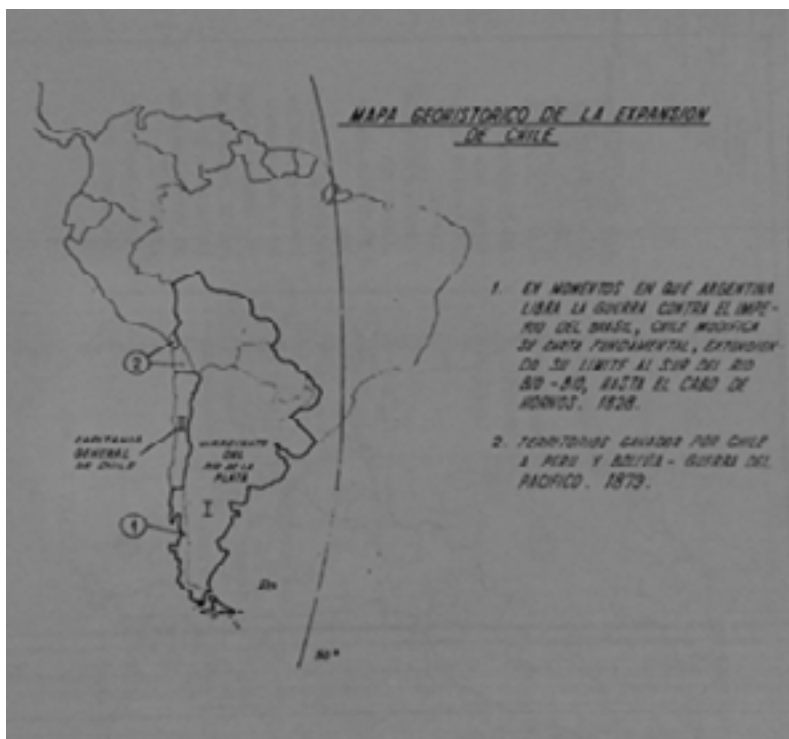 MAPA GEOHISTORICO DE LA EXPANSION
DE CHILE
1. EN MOMENTOS EN QUE ARGENTINA
LIBRA LA GUERRA CONTRA EL IMPE-
RIO DEL BRASIL, CHILE MODIFICA
SU CARTA FUNDAMENTAL, EXTENDIEN-
DO SU LIMITE AL SUR DEL RIO
BIO-BIO, HASTA EL CABO DE
HORNOS. 1828.
2. TERRITORIOS GANADOS POR CHILE
A PERU Y BOLIVIA - GUERRA DEL
PACIFICO. 1879.
2
CAPITANIA
GENERAL
DE CHILE
II
VIRREINATO
DEL
RIO DE LA
PLATA
I
1
50°